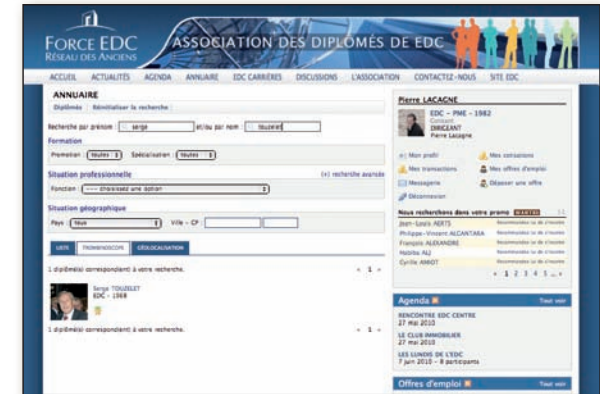 FORCE EDC
RÉSEAU DES ANCIENS
ASSOCIATION DES DIPLÔMÉS DE EDC
ACCUEIL ACTUALITÉS AGENDA ANNUAIRE EDC CARRIÈRES DISCUSSIONS L'ASSOCIATION CONTACTEZ-NOUS SITE EDC
ANNUAIRE
Diplômés Réinitialiser la recherche
Recherche par prénom : serge et/ou par nom : touzelet
Formation
Promotion : toutes Spécialisation : toutes
Situation professionnelle (+) recherche avancée
Fonction : --- choisissez une option
Situation géographique
Pays : tous Ville - CP :
LISTE TROMBINOSCOPE GÉOLOCALISATION
1 diplômé(s) correspondant(s) à votre recherche. « 1 »
Serge TOUZELET
EDC - 1968
1 diplômé(s) correspondant(s) à votre recherche. « 1 »
Pierre LACAGNE
EDC - PME - 1982
Cotisant
DIRIGEANT
Pierre Lacagne
Mon profil Mes cotisations
Mes transactions Mes offres d'emploi
Messagerie Déposer une offre
Déconnexion
Nous recherchons dans votre promo WANTED
Jean-Louis AERTS
Philippe-Vincent ALCANTARA
François ALEXANDRE
Habiba ALI
Cyrille ANNOT
« 1 2 3 4 5 ... »
Agenda Tout voir
RENCONTRE EDC CENTRE
27 mai 2010
LE CLUB IMMOBILIER
27 mai 2010
LES LUNDIS DE L'EDC
7 juin 2010 - 8 participants
Offres d'emploi Tout voir